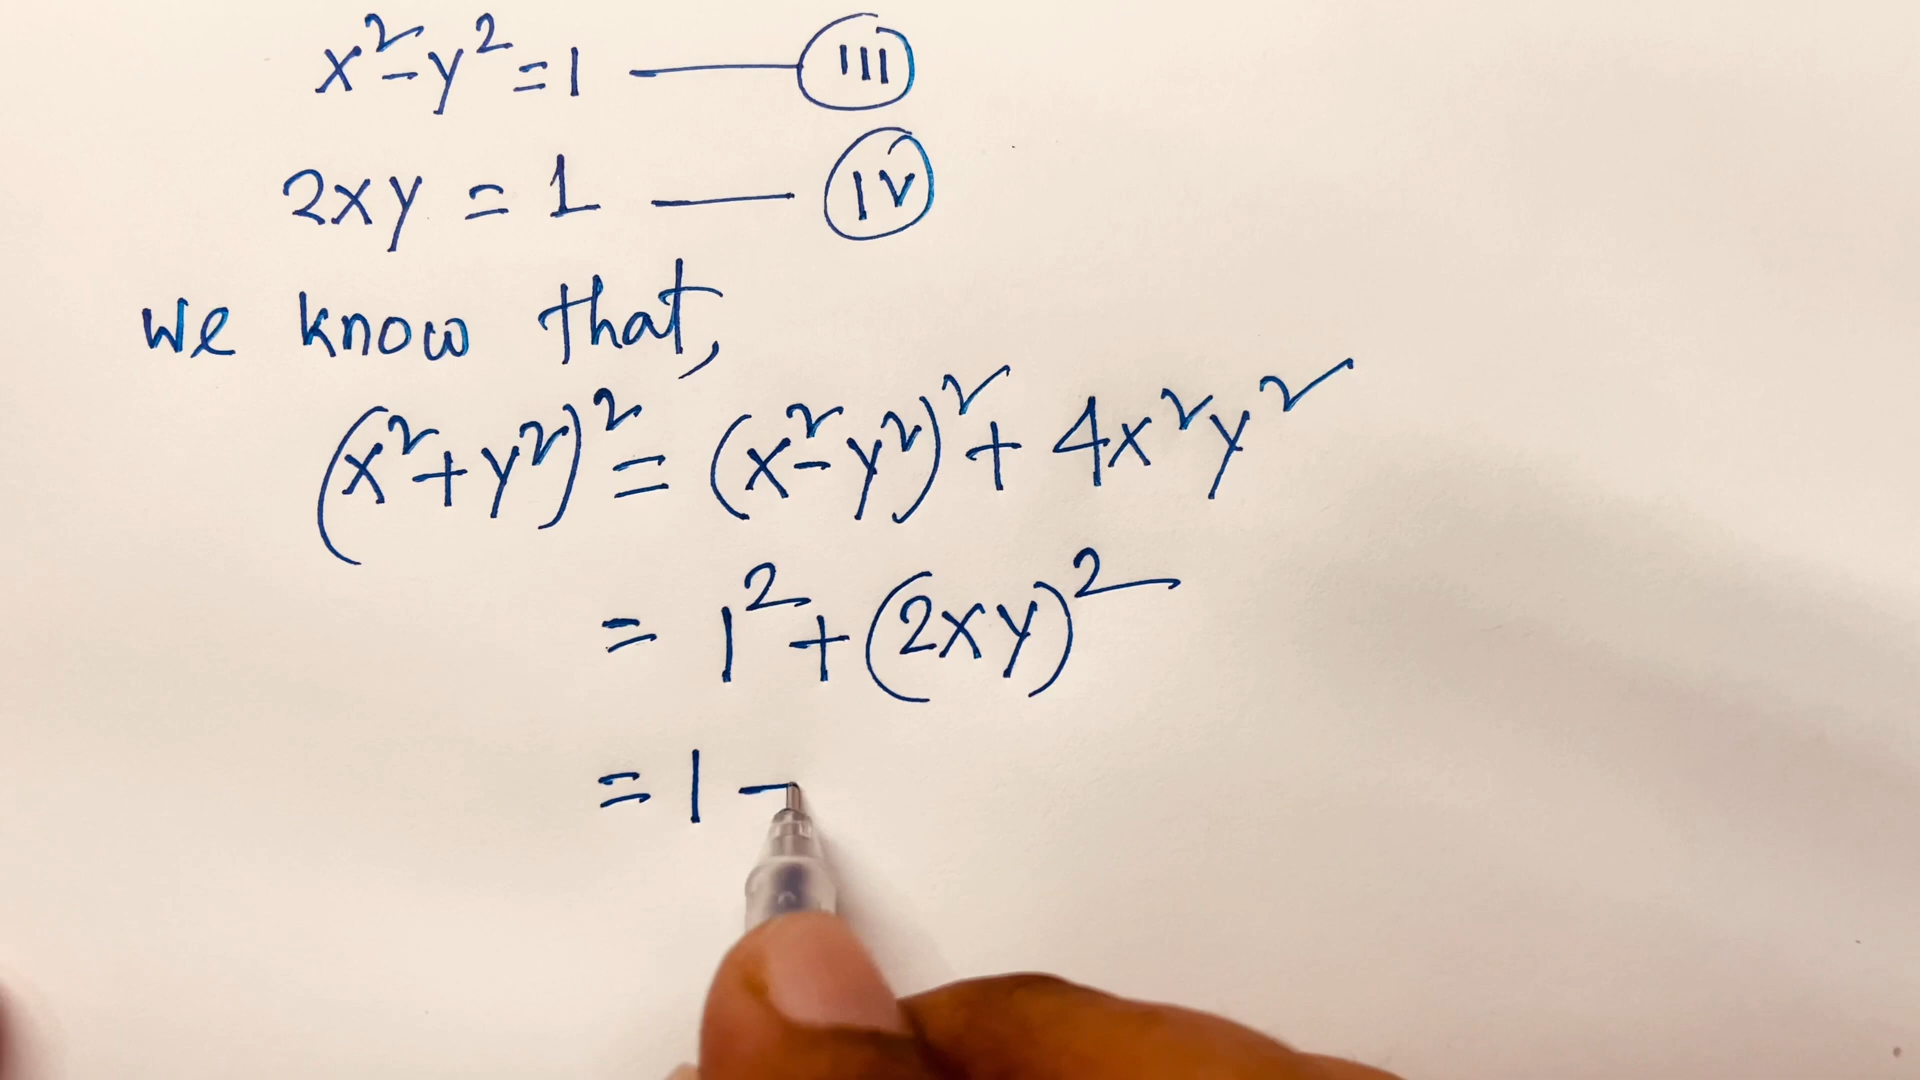 x²-y²=1 —— (III)
2xy = 1 —— (IV)
We know that,
(x²+y²)² = (x²-y²)² + 4x²y²
= 1² + (2xy)²
= 1 -